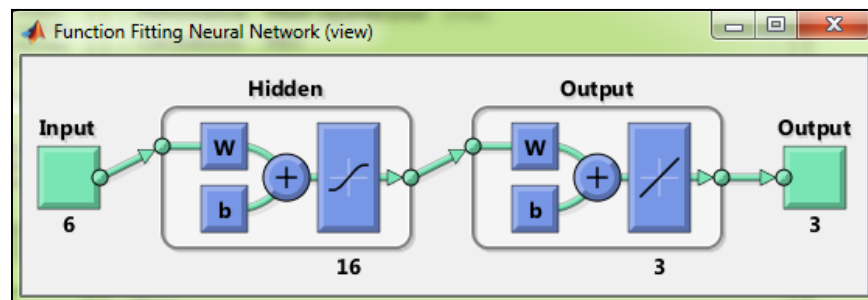 Function Fitting Neural Network (view)
Hidden
Output
Input
Output
W
W
b
b
6
3
16
3